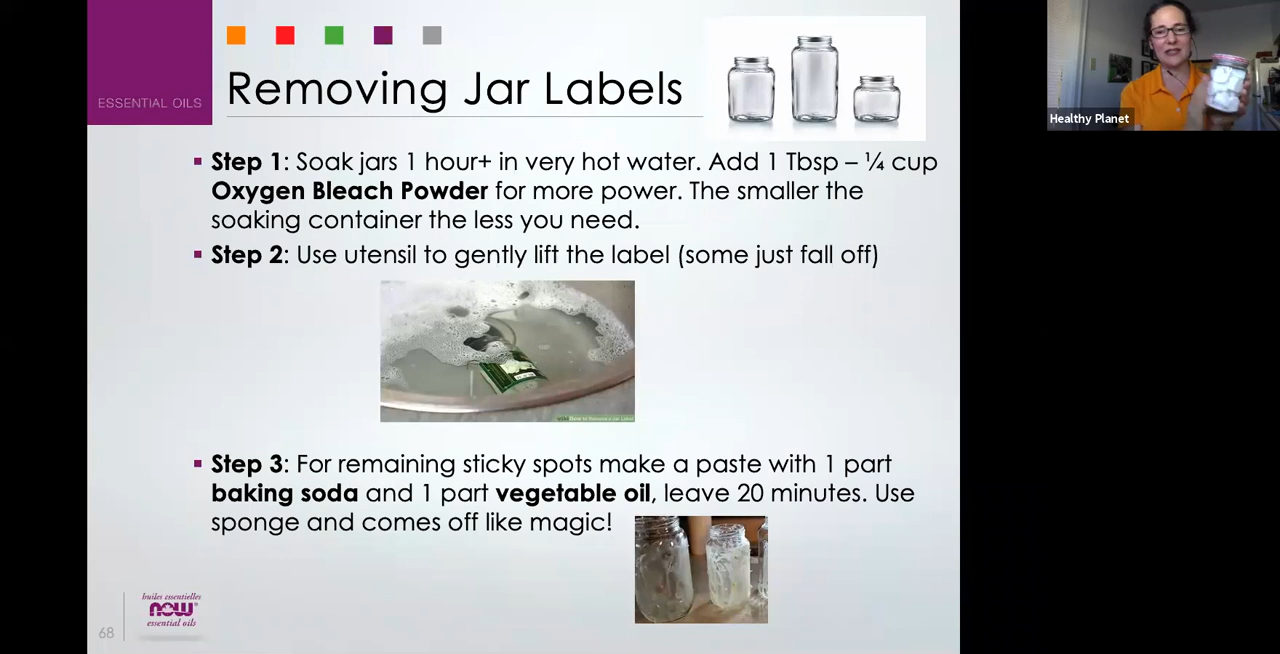 ESSENTIAL OILS
Removing Jar Labels
Healthy Planet
Step 1: Soak jars 1 hour+ in very hot water. Add 1 Tbsp – ¼ cup
Oxygen Bleach Powder for more power. The smaller the
soaking container the less you need.
Step 2: Use utensil to gently lift the label (some just fall off)
Step 3: For remaining sticky spots make a paste with 1 part
baking soda and 1 part vegetable oil, leave 20 minutes. Use
sponge and comes off like magic!
68
huiles essentielles
NOW®
essential oils